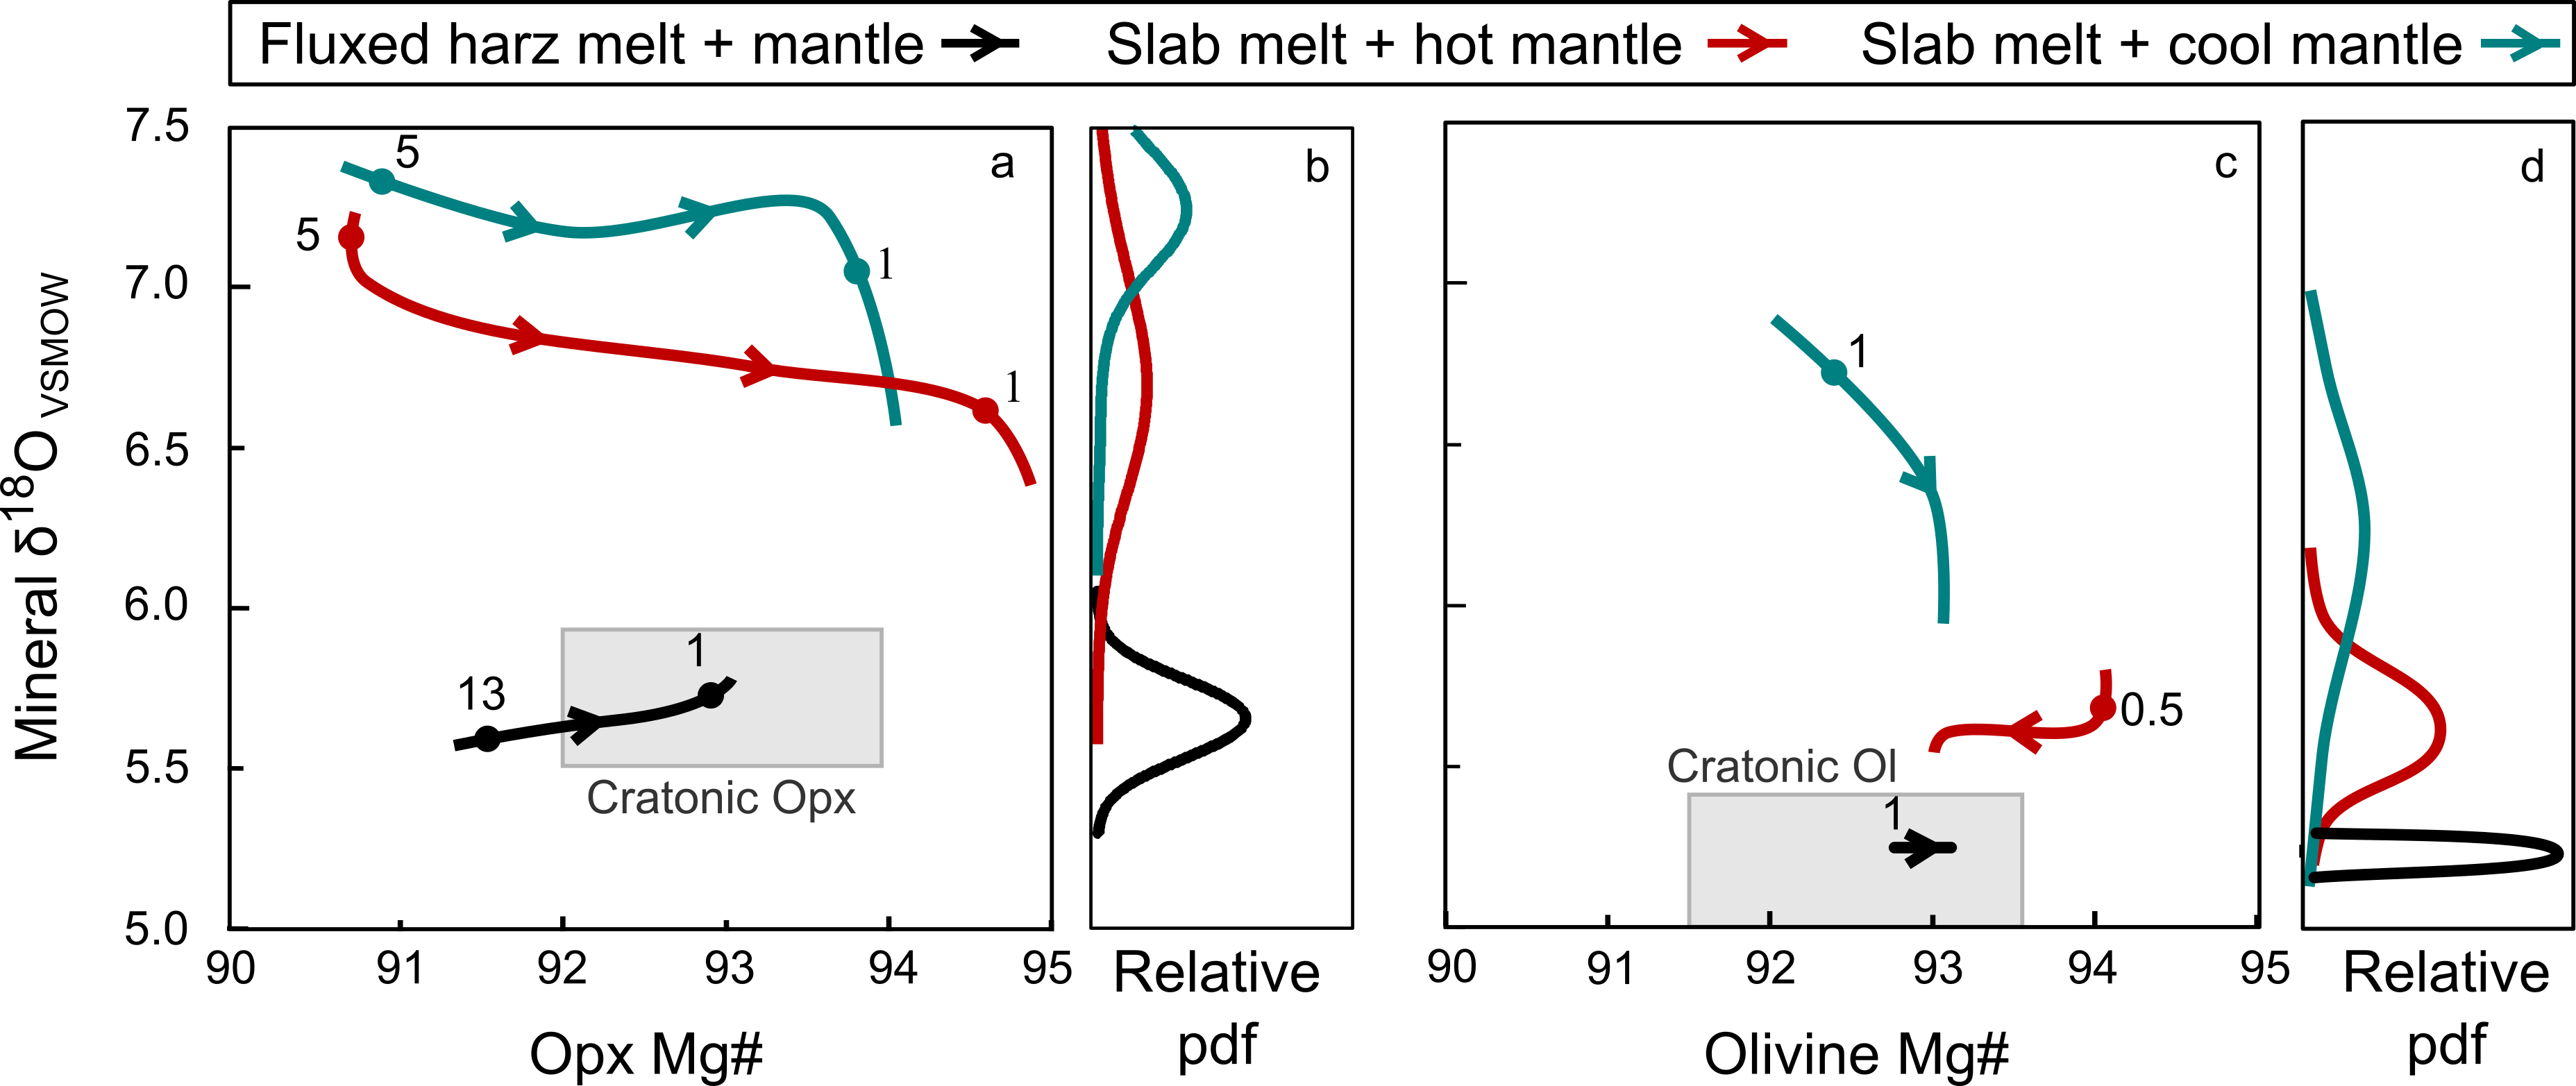 Fluxed harz melt + mantle Slab melt + hot mantle Slab melt + cool mantle
Mineral δ18O VSMOW
7.5
7.0
6.5
6.0
5.5
5.0
a
5
5
1
1
13
1
Cratonic Opx
90 91 92 93 94 95
Opx Mg#
b
Relative
pdf
c
1
0.5
Cratonic Ol
1
90 91 92 93 94 95
Olivine Mg#
d
Relative
pdf